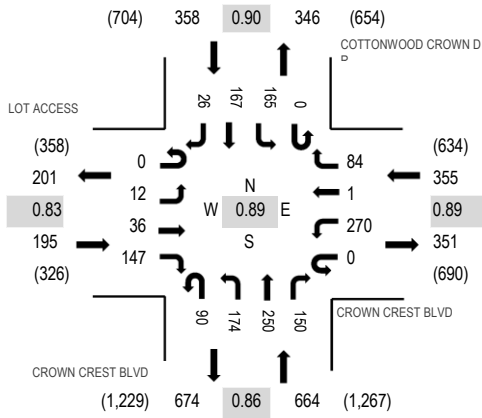 (704) 358 0.90 346 (654)
COTTONWOOD CROWN D
LOT ACCESS
26 167 165 0
(358)
201
0.83
195
(326)
0
12
36
147
N
W 0.89 E
S
84
1
270
0
(634)
355
0.89
351
(690)
90 174 250 150
CROWN CREST BLVD
CROWN CREST BLVD
(1,229) 674 0.86 664 (1,267)